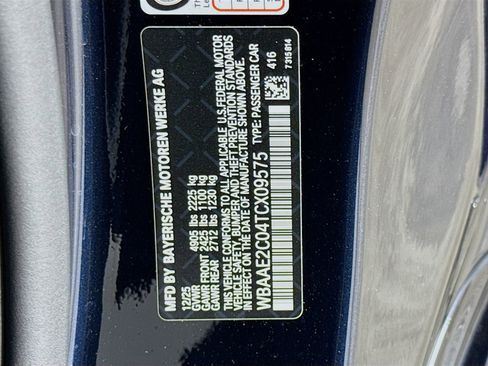 MFD BY BAYERISCHE MOTOREN WERKE AG
12/25
GVWR 4905 lbs 2225 kg
GAWR FRONT 2425 lbs 1100 kg
GAWR REAR 2712 lbs 1230 kg
THIS VEHICLE CONFORMS TO ALL APPLICABLE U.S. FEDERAL MOTOR
VEHICLE SAFETY, BUMPER AND THEFT PREVENTION STANDARDS
IN EFFECT ON THE DATE OF MANUFACTURE SHOWN ABOVE.
WBAAE2C04TCX09575 TYPE: PASSENGER CAR
416
7315814